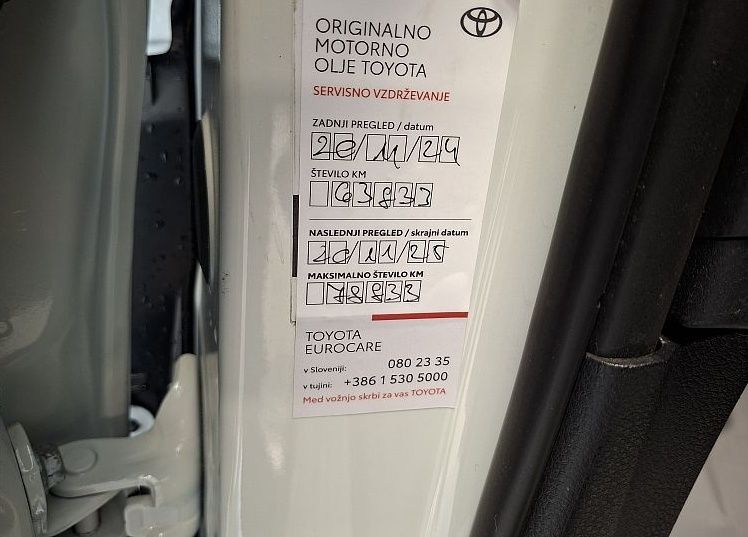 ORIGINALNO
MOTORNO
OLJE TOYOTA
SERVISNO VZDRŽEVANJE
ZADNJI PREGLED / datum
20/11/24
ŠTEVILO KM
63833
NASLEDNJI PREGLED / skrajni datum
20/11/25
MAKSIMALNO ŠTEVILO KM
78833
TOYOTA
EUROCARE
v Sloveniji: 080 23 35
v tujini: +386 1 530 5000
Med vožnjo skrbi za vas TOYOTA